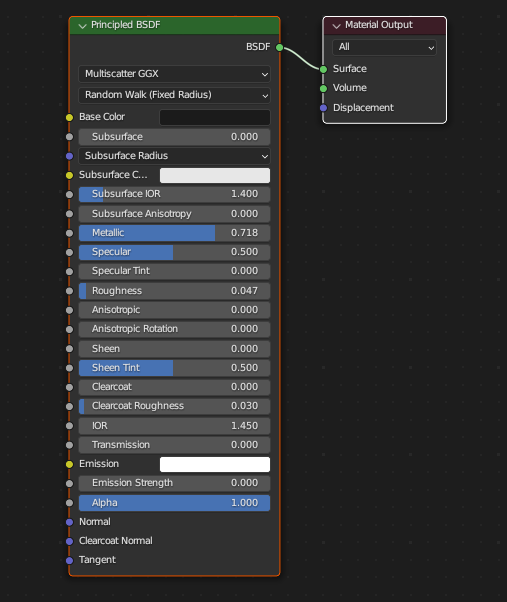 Principled BSDF
BSDF
Multiscatter GGX
Random Walk (Fixed Radius)
Base Color
Subsurface 0.000
Subsurface Radius
Subsurface C...
Subsurface IOR 1.400
Subsurface Anisotropy 0.000
Metallic 0.718
Specular 0.500
Specular Tint 0.000
Roughness 0.047
Anisotropic 0.000
Anisotropic Rotation 0.000
Sheen 0.000
Sheen Tint 0.500
Clearcoat 0.000
Clearcoat Roughness 0.030
IOR 1.450
Transmission 0.000
Emission
Emission Strength 0.000
Alpha 1.000
Normal
Clearcoat Normal
Tangent
Material Output
All
Surface
Volume
Displacement